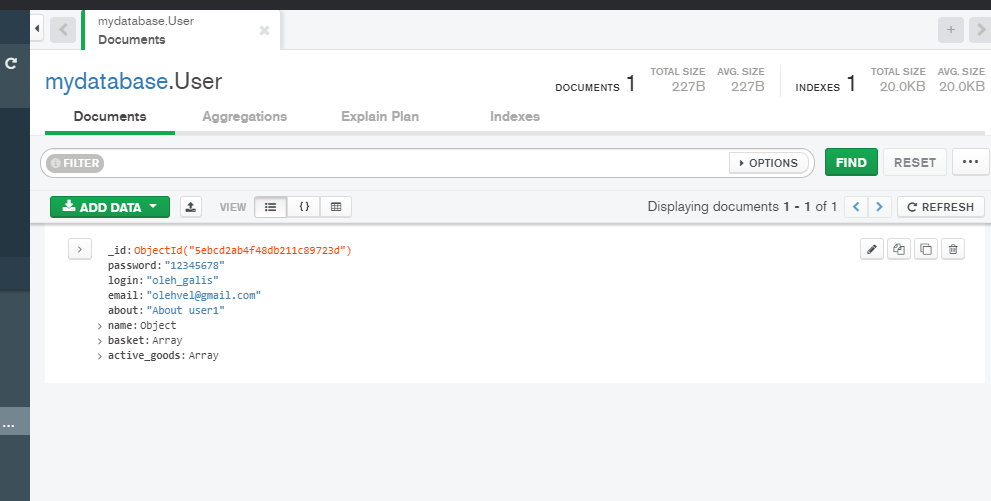 mydatabase.User
Documents
mydatabase.User
DOCUMENTS 1 TOTAL SIZE 227B AVG. SIZE 227B INDEXES 1 TOTAL SIZE 20.0KB AVG. SIZE 20.0KB
Documents Aggregations Explain Plan Indexes
FILTER OPTIONS FIND RESET ...
ADD DATA VIEW {} Displaying documents 1 - 1 of 1 < > REFRESH
_id: ObjectId("5ebcd2ab4f48db211c89723d")
password: "12345678"
login: "oleh_galis"
email: "olehvel@gmail.com"
about: "About user1"
> name: Object
> basket: Array
> active_goods: Array
...